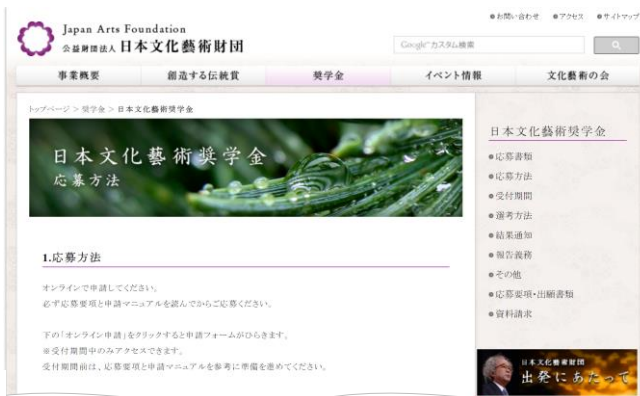 お問い合わせ アクセス サイトマップ
Japan Arts Foundation
公益財団法人 日本文化藝術財団
Google カスタム検索
事業概要 創造する伝統賞 奨学金 イベント情報 文化藝術の会
トップページ > 奨学金 > 日本文化藝術奨学金
日本文化藝術奨学金
応募方法
1.応募方法
オンラインで申請してください。
必ず応募要項と申請マニュアルを読んでからご応募ください。
下の「オンライン申請」をクリックすると申請フォームがひらきます。
※受付期間中のみアクセスできます。
受付期間前は、応募要項と申請マニュアルを参考に準備を進めてください。
日本文化藝術奨学金
応募書類
応募方法
受付期間
選考方法
結果通知
報告義務
その他
応募要項・出願書類
資料請求
日本文化藝術財団
出発にあたって